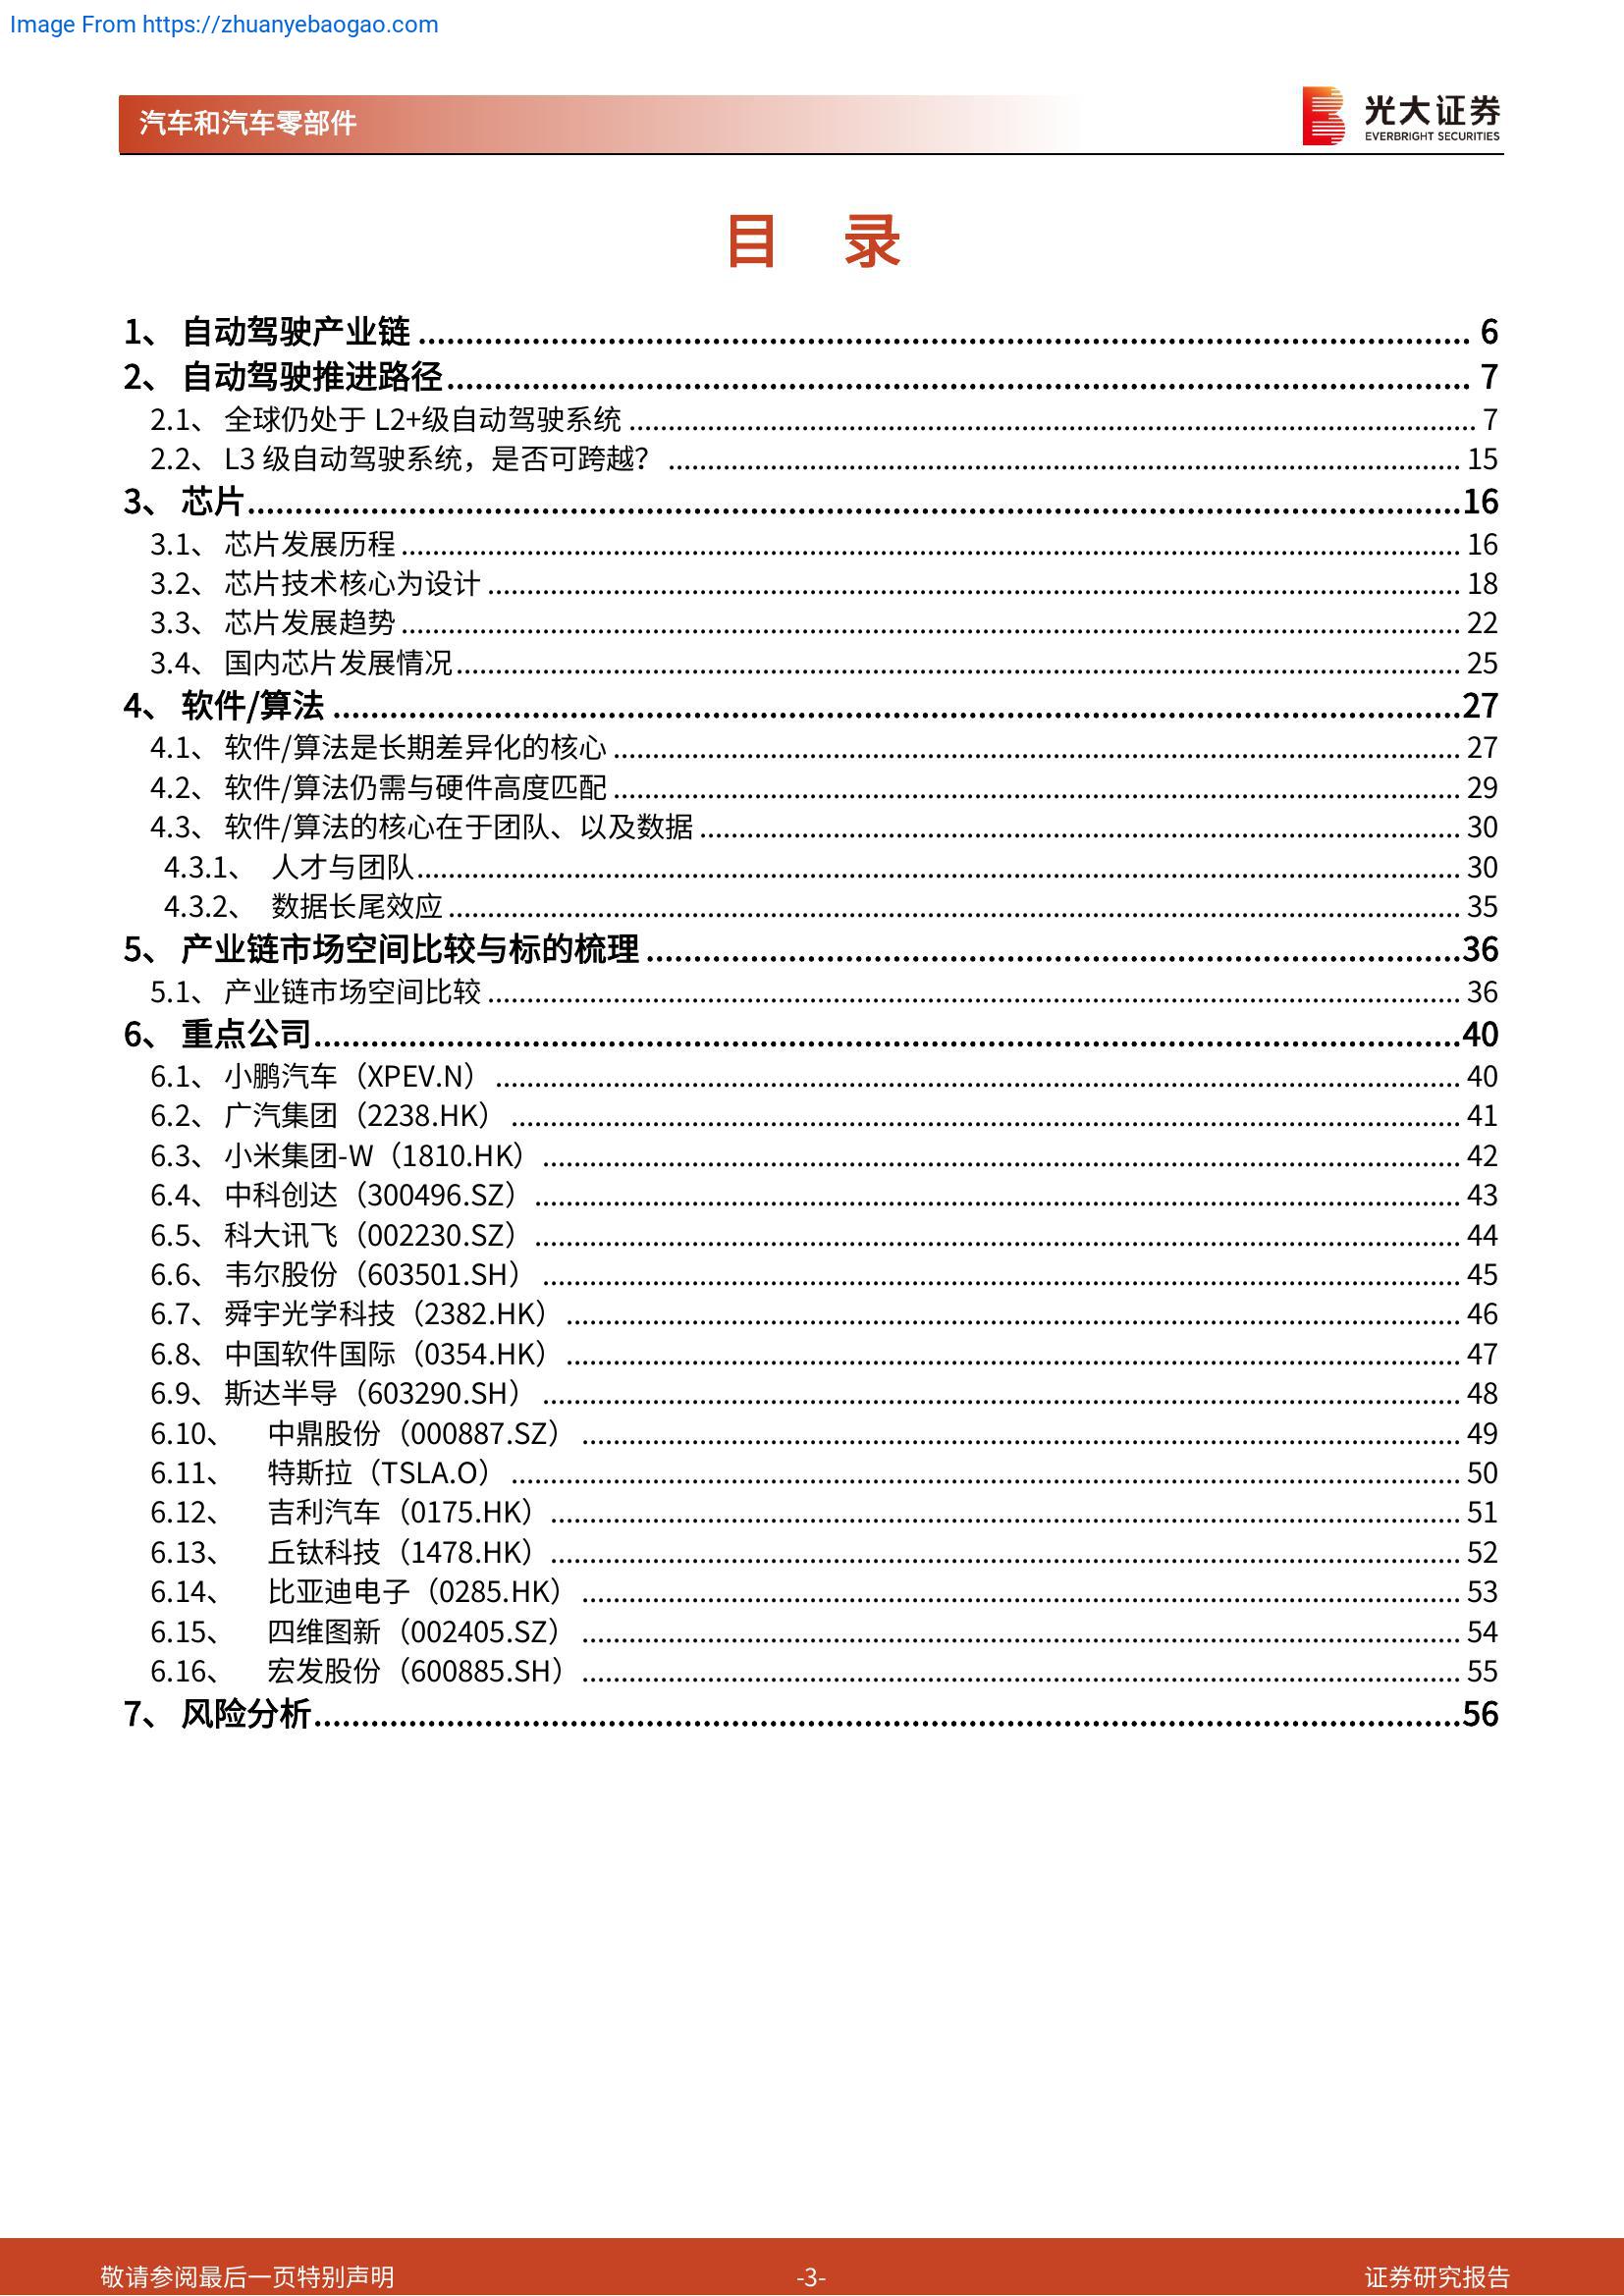 Image From https://zhuanyebaogao.com
汽车和汽车零部件
光大证券
EVERBRIGHT SECURITIES
目 录
1、 自动驾驶产业链 ........ 6
2、 自动驾驶推进路径 ........ 7
2.1、 全球仍处于 L2+级自动驾驶系统 ........ 7
2.2、 L3 级自动驾驶系统，是否可跨越？ ........ 15
3、 芯片 ........ 16
3.1、 芯片发展历程 ........ 16
3.2、 芯片技术核心为设计 ........ 18
3.3、 芯片发展趋势 ........ 22
3.4、 国内芯片发展情况 ........ 25
4、 软件/算法 ........ 27
4.1、 软件/算法是长期差异化的核心 ........ 27
4.2、 软件/算法仍需与硬件高度匹配 ........ 29
4.3、 软件/算法的核心在于团队、以及数据 ........ 30
4.3.1、 人才与团队 ........ 30
4.3.2、 数据长尾效应 ........ 35
5、 产业链市场空间比较与标的梳理 ........ 36
5.1、 产业链市场空间比较 ........ 36
6、 重点公司 ........ 40
6.1、 小鹏汽车（XPEV.N） ........ 40
6.2、 广汽集团（2238.HK） ........ 41
6.3、 小米集团-W（1810.HK） ........ 42
6.4、 中科创达（300496.SZ） ........ 43
6.5、 科大讯飞（002230.SZ） ........ 44
6.6、 韦尔股份（603501.SH） ........ 45
6.7、 舜宇光学科技（2382.HK） ........ 46
6.8、 中国软件国际（0354.HK） ........ 47
6.9、 斯达半导（603290.SH） ........ 48
6.10、 中鼎股份（000887.SZ） ........ 49
6.11、 特斯拉（TSLA.O） ........ 50
6.12、 吉利汽车（0175.HK） ........ 51
6.13、 丘钛科技（1478.HK） ........ 52
6.14、 比亚迪电子（0285.HK） ........ 53
6.15、 四维图新（002405.SZ） ........ 54
6.16、 宏发股份（600885.SH） ........ 55
7、 风险分析 ........ 56
敬请参阅最后一页特别声明 -3- 证券研究报告